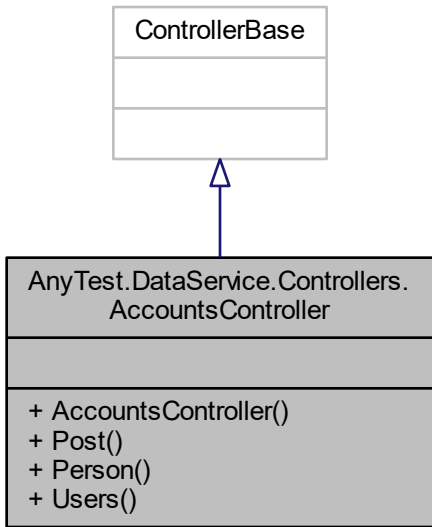 ControllerBase
AnyTest.DataService.Controllers.
AccountsController
+ AccountsController()
+ Post()
+ Person()
+ Users()